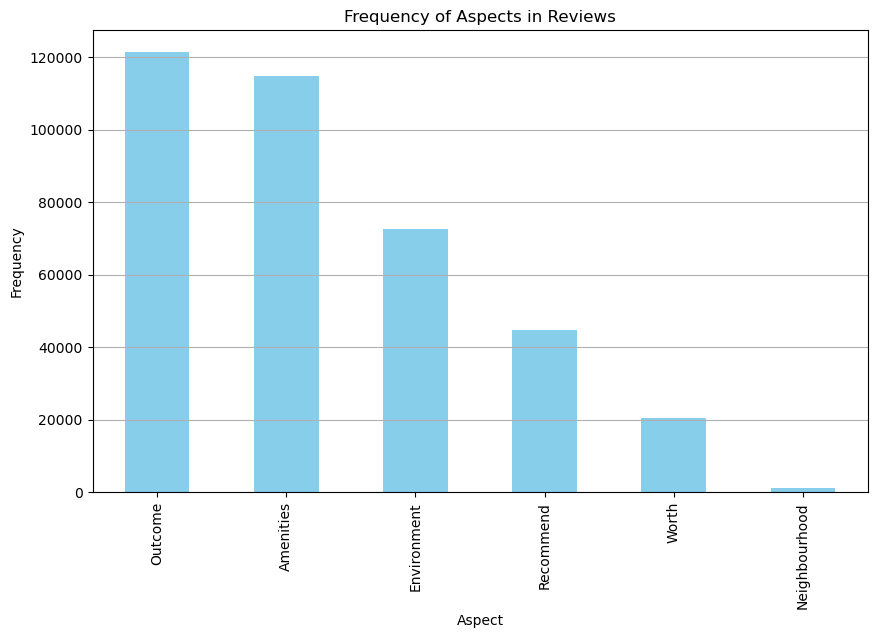 Frequency of Aspects in Reviews
120000
100000
80000
60000
40000
20000
0
Frequency
Outcome
Amenities
Environment
Recommend
Worth
Neighbourhood
Aspect